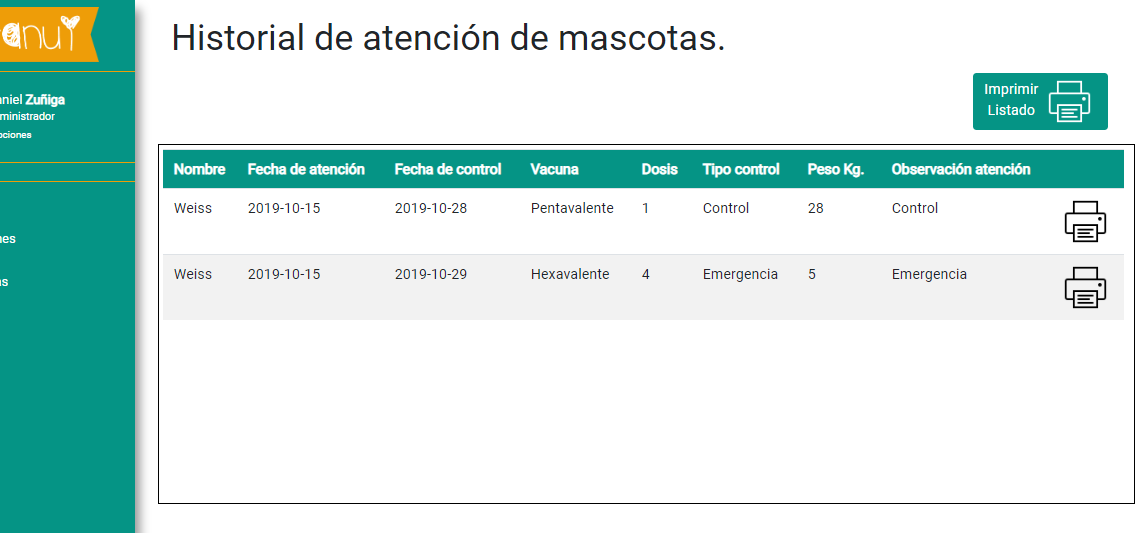 anuy
niel Zuñiga
ministrador
pciones
nes
as
Historial de atención de mascotas.
Imprimir
Listado
Nombre Fecha de atención Fecha de control Vacuna Dosis Tipo control Peso Kg. Observación atención
Weiss 2019-10-15 2019-10-28 Pentavalente 1 Control 28 Control
Weiss 2019-10-15 2019-10-29 Hexavalente 4 Emergencia 5 Emergencia